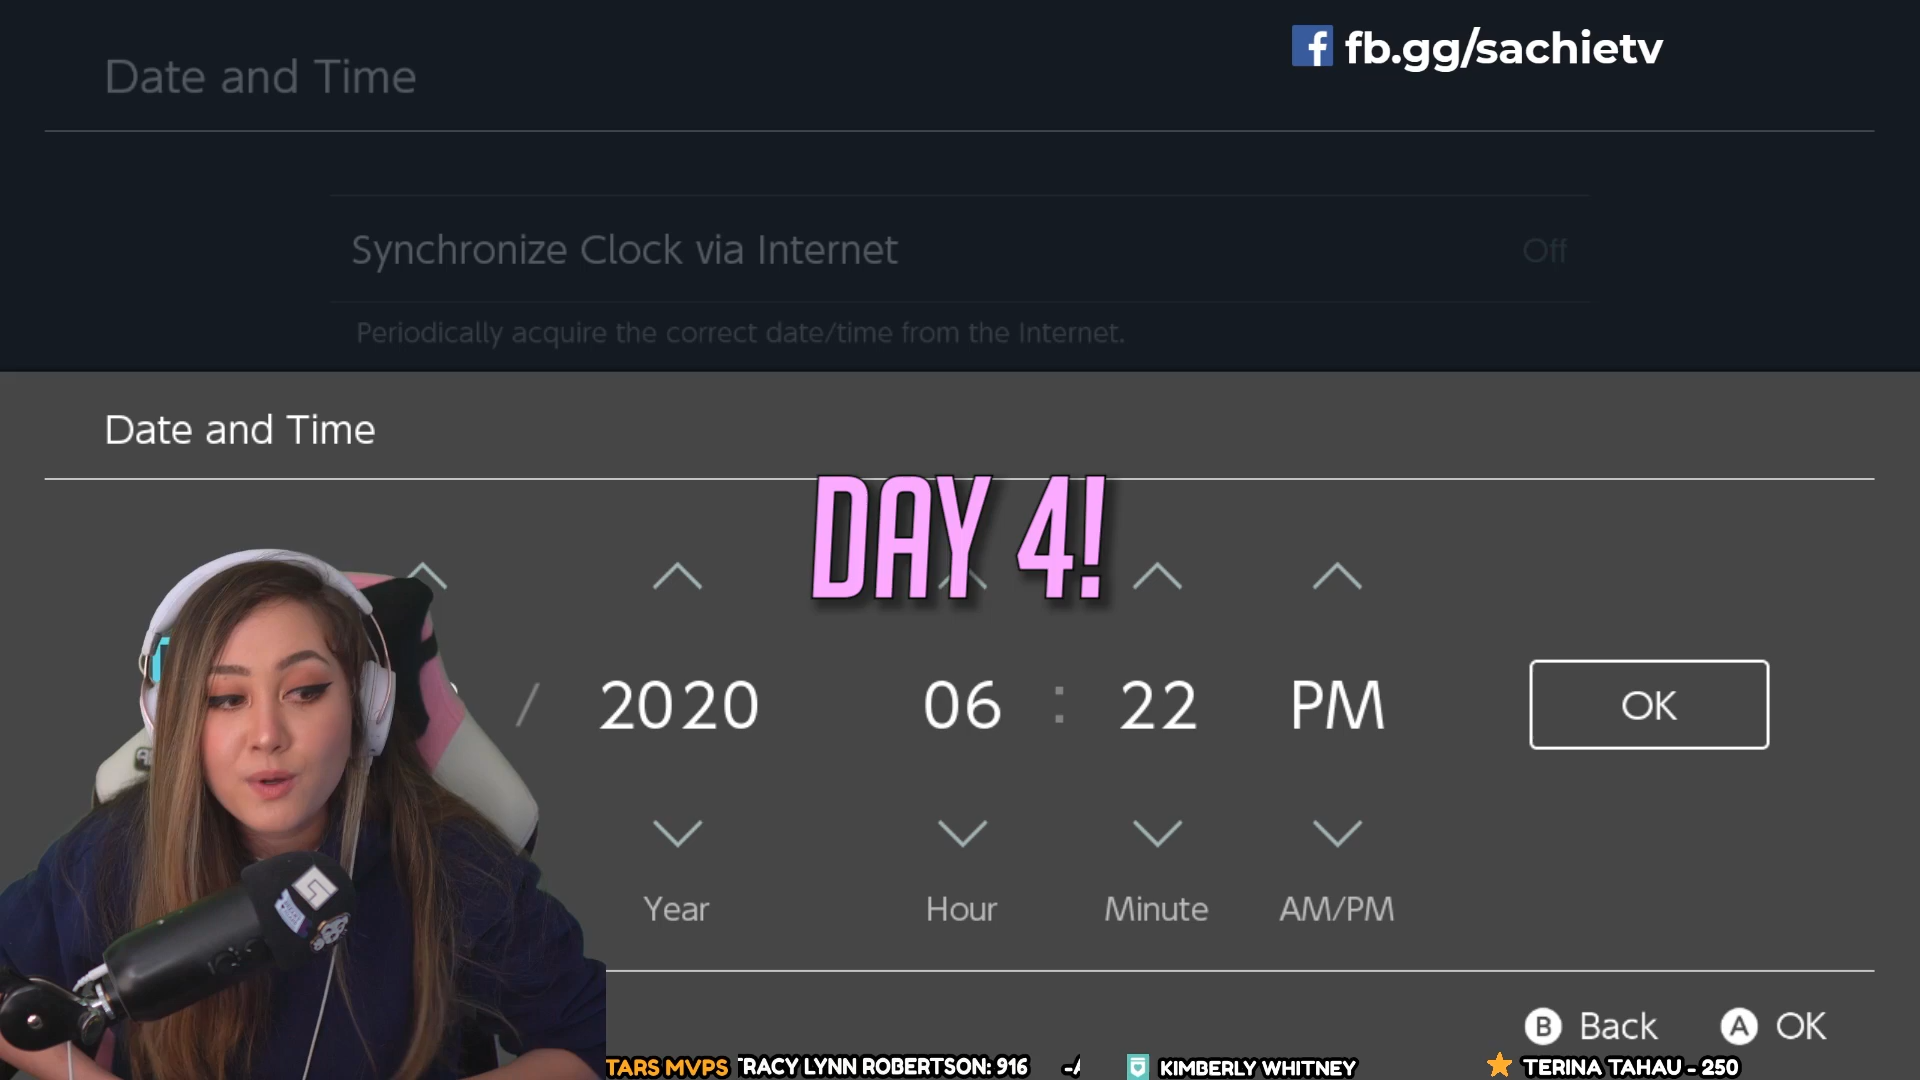 fb.gg/sachietv
Date and Time
Synchronize Clock via Internet Off
Periodically acquire the correct date/time from the Internet.
Date and Time
DAY 4!
/ 2020 06 : 22 PM OK
Year Hour Minute AM/PM
B Back A OK
TARS MVPS RACY LYNN ROBERTSON: 916 KIMBERLY WHITNEY TERINA TAHAU - 250